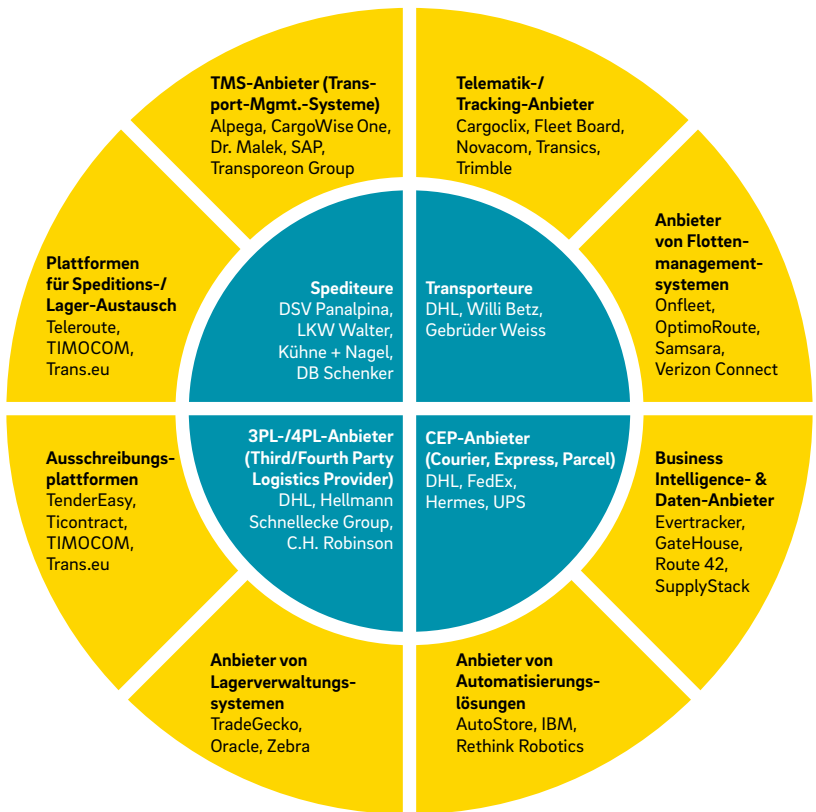 TMS-Anbieter (Trans-
port-Mgmt.-Systeme)
Alpega, CargoWise One,
Dr. Malek, SAP,
Transporeon Group
Telematik-/
Tracking-Anbieter
Cargoclix, Fleet Board,
Novacom, Transics,
Trimble
Plattformen
für Speditions-/
Lager-Austausch
Teleroute,
TIMOCOM,
Trans.eu
Spediteure
DSV Panalpina,
LKW Walter,
Kühne + Nagel,
DB Schenker
Transporteure
DHL, Willi Betz,
Gebrüder Weiss
Anbieter
von Flotten-
management-
systemen
Onfleet,
OptimoRoute,
Samsara,
Verizon Connect
Ausschreibungs-
plattformen
TenderEasy,
Ticontract,
TIMOCOM,
Trans.eu
3PL-/4PL-Anbieter
(Third/Fourth Party
Logistics Provider)
DHL, Hellmann
Schnellecke Group,
C.H. Robinson
CEP-Anbieter
(Courier, Express, Parcel)
DHL, FedEx,
Hermes, UPS
Business
Intelligence- &
Daten-Anbieter
Evertracker,
GateHouse,
Route 42,
SupplyStack
Anbieter von
Lagerverwaltungs-
systemen
TradeGecko,
Oracle, Zebra
Anbieter von
Automatisierungs-
lösungen
AutoStore, IBM,
Rethink Robotics